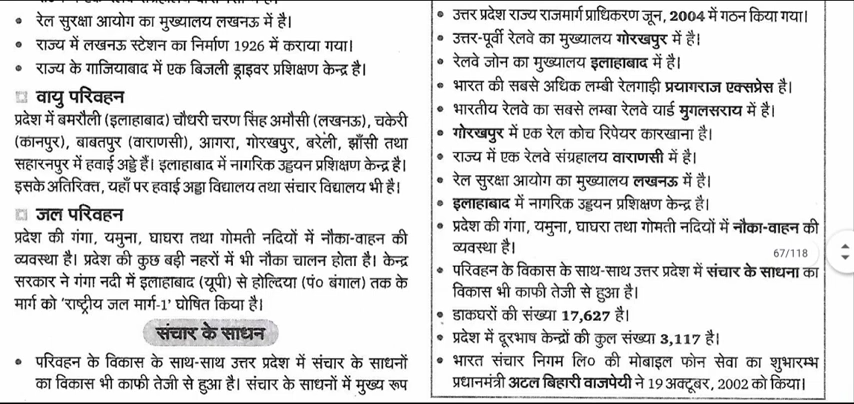 रेल सुरक्षा आयोग का मुख्यालय लखनऊ में है।
राज्य में लखनऊ स्टेशन का निर्माण 1926 में कराया गया।
राज्य के गाजियाबाद में एक बिजली ड्राइवर प्रशिक्षण केन्द्र है।
वायु परिवहन
प्रदेश में बमरौली (इलाहाबाद) चौधरी चरण सिंह अमौसी (लखनऊ), चकेरी
(कानपुर), बाबतपुर (वाराणसी), आगरा, गोरखपुर, बरेली, झाँसी तथा
सहारनपुर में हवाई अड्डे हैं। इलाहाबाद में नागरिक उड्डयन प्रशिक्षण केन्द्र है।
इसके अतिरिक्त, यहाँ पर हवाई अड्डा विद्यालय तथा संचार विद्यालय भी है।
जल परिवहन
प्रदेश की गंगा, यमुना, घाघरा तथा गोमती नदियों में नौका-वाहन की
व्यवस्था है। प्रदेश की कुछ बड़ी नहरों में भी नौका चालन होता है। केन्द्र
सरकार ने गंगा नदी में इलाहाबाद (यूपी) से होल्दिया (पं० बंगाल) तक के
मार्ग को 'राष्ट्रीय जल मार्ग-1' घोषित किया है।
संचार के साधन
परिवहन के विकास के साथ-साथ उत्तर प्रदेश में संचार के साधनों
का विकास भी काफी तेजी से हुआ है। संचार के साधनों में मुख्य रूप
उत्तर प्रदेश राज्य राजमार्ग प्राधिकरण जून, 2004 में गठन किया गया।
उत्तर-पूर्वी रेलवे का मुख्यालय गोरखपुर में है।
रेलवे जोन का मुख्यालय इलाहाबाद में है।
भारत की सबसे अधिक लम्बी रेलगाड़ी प्रयागराज एक्सप्रेस है।
भारतीय रेलवे का सबसे लम्बा रेलवे यार्ड मुगलसराय में है।
गोरखपुर में एक रेल कोच रिपेयर कारखाना है।
राज्य में एक रेलवे संग्रहालय वाराणसी में है।
रेल सुरक्षा आयोग का मुख्यालय लखनऊ में है।
इलाहाबाद में नागरिक उड्डयन प्रशिक्षण केन्द्र है।
प्रदेश की गंगा, यमुना, घाघरा तथा गोमती नदियों में नौका-वाहन की
व्यवस्था है।
67/118
परिवहन के विकास के साथ-साथ उत्तर प्रदेश में संचार के साधना का
विकास भी काफी तेजी से हुआ है।
डाकघरों की संख्या 17,627 है।
प्रदेश में दूरभाष केन्द्रों की कुल संख्या 3,117 है।
भारत संचार निगम लि० की मोबाइल फोन सेवा का शुभारम्भ
प्रधानमंत्री अटल बिहारी वाजपेयी ने 19 अक्टूबर, 2002 को किया।